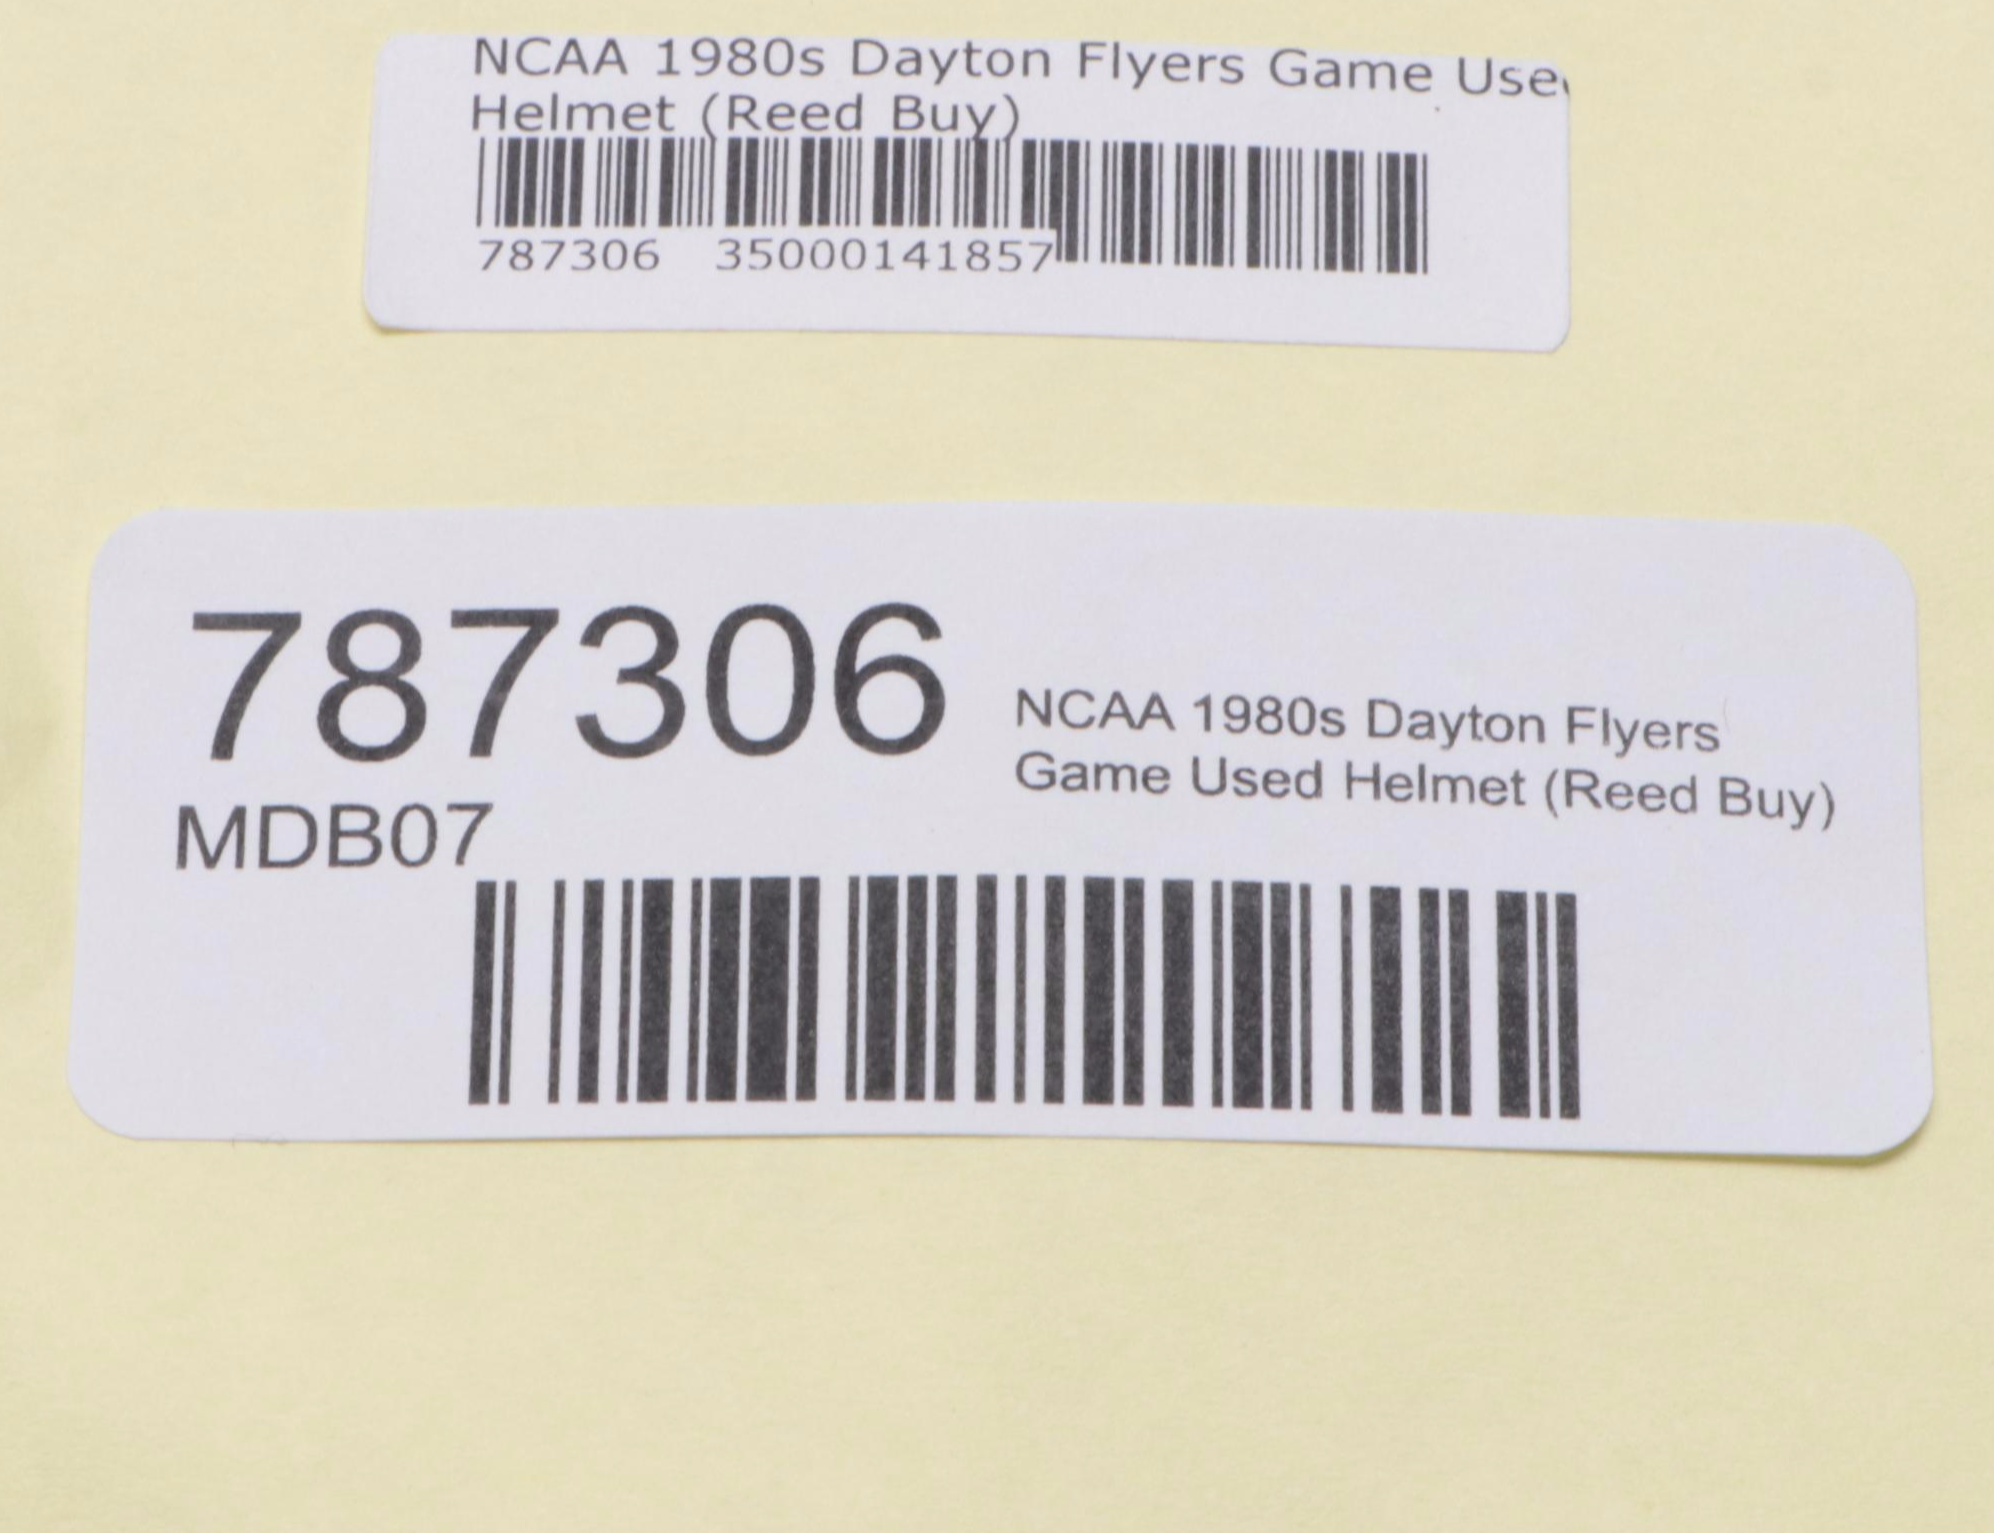 NCAA 1980s Dayton Flyers Game Use
Helmet (Reed Buy)
787306 35000141857
787306
MDB07
NCAA 1980s Dayton Flyers
Game Used Helmet (Reed Buy)